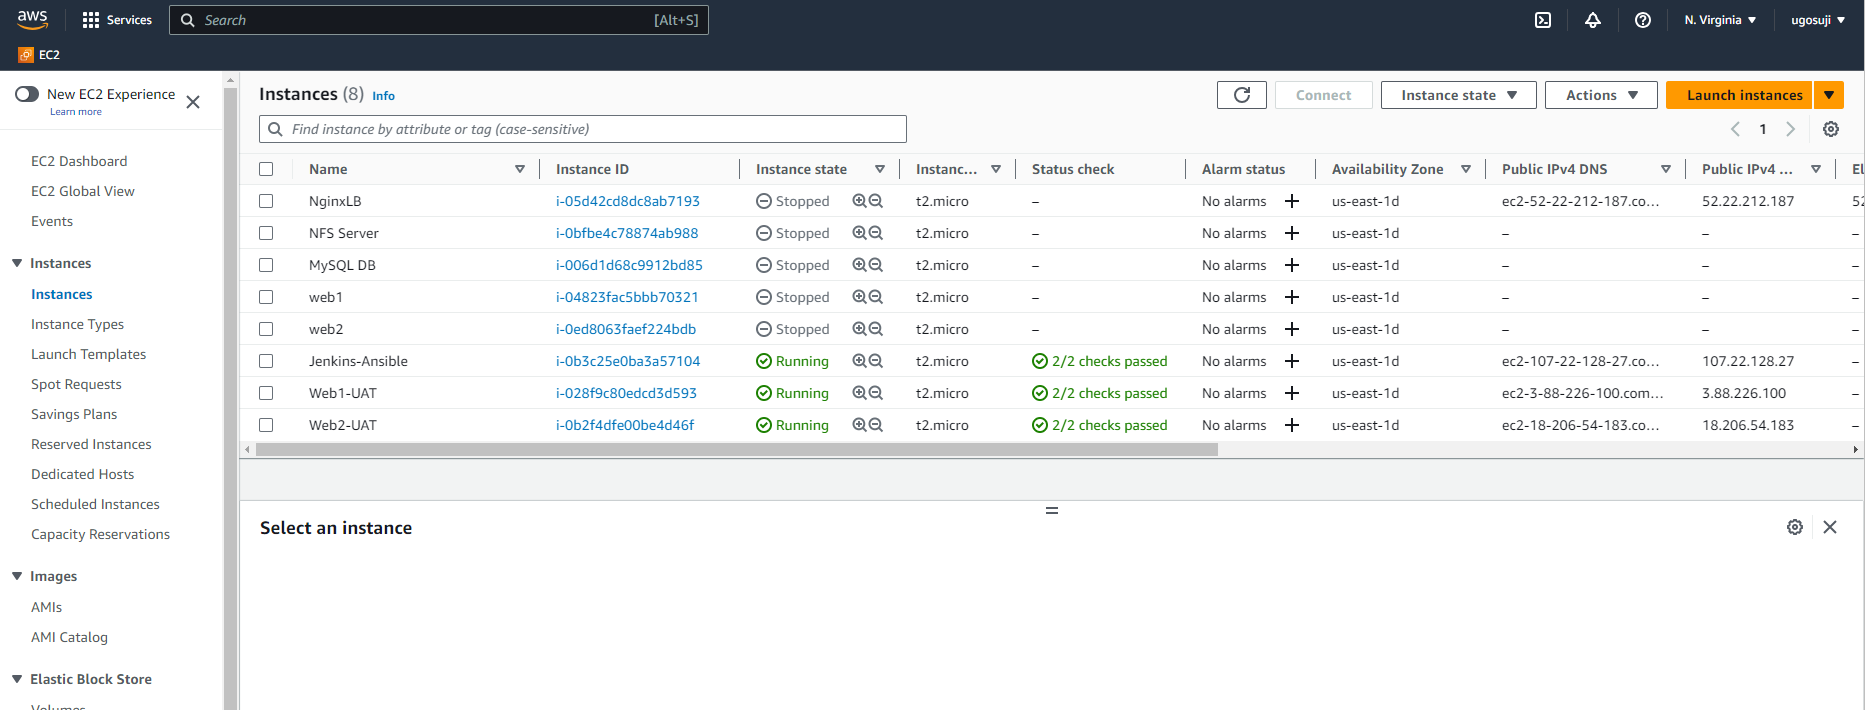 aws Services Search [Alt+S] N. Virginia ugosuji
EC2
New EC2 Experience
Learn more
EC2 Dashboard
EC2 Global View
Events
Instances
Instances
Instance Types
Launch Templates
Spot Requests
Savings Plans
Reserved Instances
Dedicated Hosts
Scheduled Instances
Capacity Reservations
Images
AMIs
AMI Catalog
Elastic Block Store
Volumes
Instances (8) Info Connect Instance state Actions Launch instances
Find instance by attribute or tag (case-sensitive) 1
Name Instance ID Instance state Instanc... Status check Alarm status Availability Zone Public IPv4 DNS Public IPv4 ... El
NginxLB i-05d42cd8dc8ab7193 Stopped t2.micro – No alarms us-east-1d ec2-52-22-212-187.co... 52.22.212.187 52
NFS Server i-0bfbe4c78874ab988 Stopped t2.micro – No alarms us-east-1d – – –
MySQL DB i-006d1d68c9912bd85 Stopped t2.micro – No alarms us-east-1d – – –
web1 i-04823fac5bbb70321 Stopped t2.micro – No alarms us-east-1d – – –
web2 i-0ed8063faef224bdb Stopped t2.micro – No alarms us-east-1d – – –
Jenkins-Ansible i-0b3c25e0ba3a57104 Running t2.micro 2/2 checks passed No alarms us-east-1d ec2-107-22-128-27.co... 107.22.128.27 –
Web1-UAT i-028f9c80edcd3d593 Running t2.micro 2/2 checks passed No alarms us-east-1d ec2-3-88-226-100.com... 3.88.226.100 –
Web2-UAT i-0b2f4dfe00be4d46f Running t2.micro 2/2 checks passed No alarms us-east-1d ec2-18-206-54-183.co... 18.206.54.183 –
Select an instance